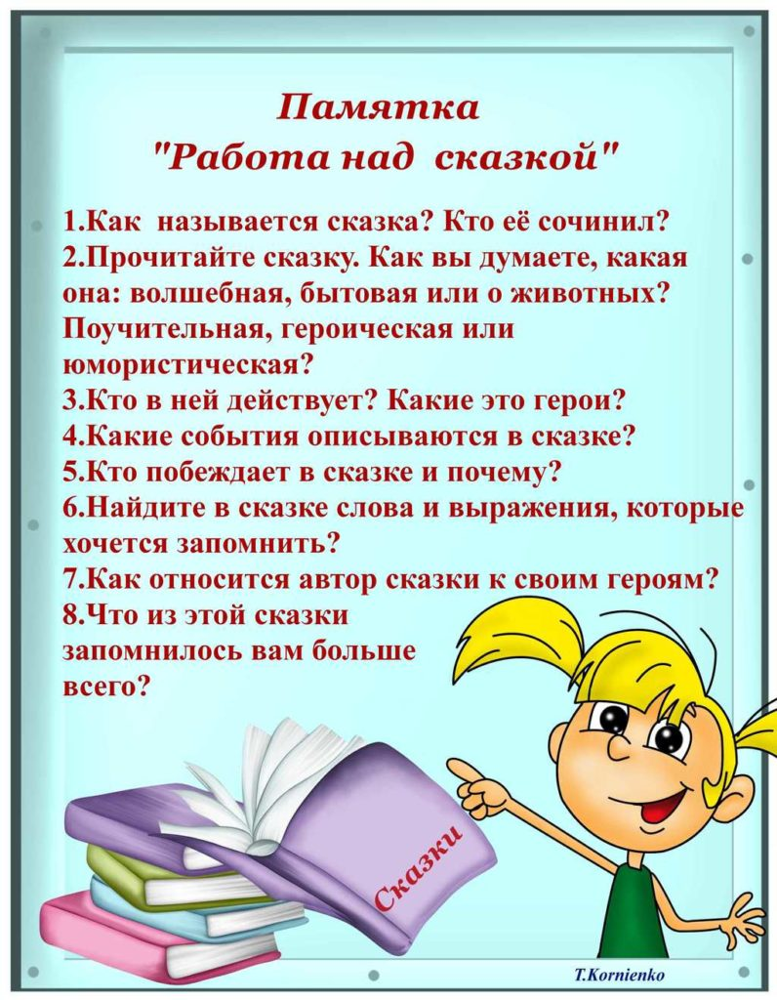 Памятка
"Работа над сказкой"
1.Как называется сказка? Кто её сочинил?
2.Прочитайте сказку. Как вы думаете, какая
она: волшебная, бытовая или о животных?
Поучительная, героическая или
юмористическая?
3.Кто в ней действует? Какие это герои?
4.Какие события описываются в сказке?
5.Кто побеждает в сказке и почему?
6.Найдите в сказке слова и выражения, которые
хочется запомнить?
7.Как относится автор сказки к своим героям?
8.Что из этой сказки
запомнилось вам больше
всего?
Сказки
T.Kornienko